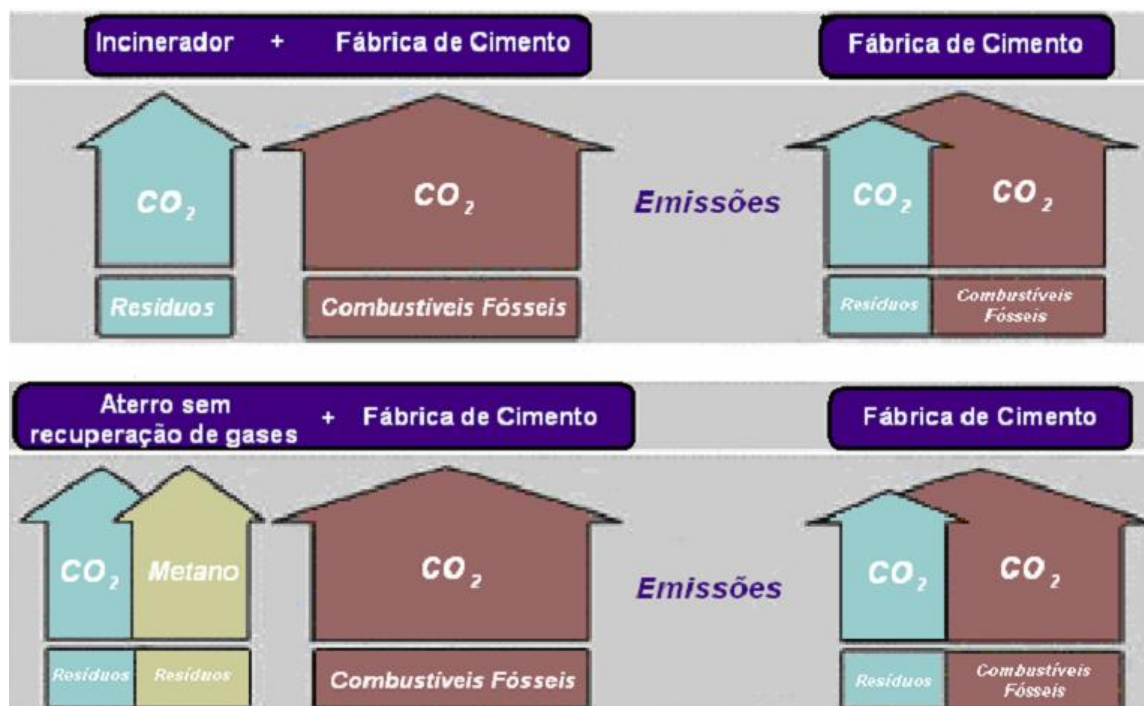 Incinerador + Fábrica de Cimento
Fábrica de Cimento
CO2
CO2
Emissões
CO2
CO2
Resíduos
Combustíveis Fósseis
Resíduos
Combustíveis
Fósseis
Aterro sem
recuperação de gases + Fábrica de Cimento
Fábrica de Cimento
CO2
Metano
CO2
Emissões
CO2
CO2
Resíduos
Resíduos
Combustíveis Fósseis
Resíduos
Combustíveis
Fósseis